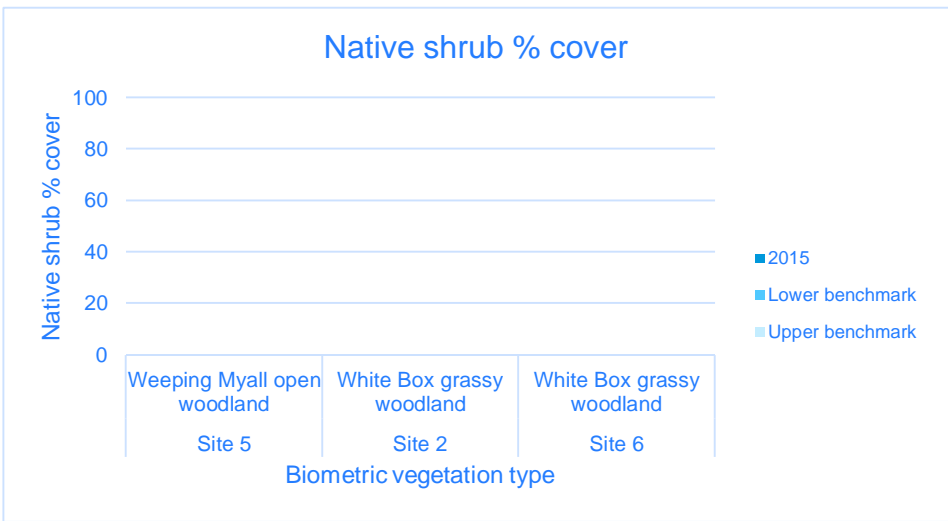 Native shrub % cover
Native shrub % cover
100
80
60
40
20
0
Weeping Myall open
woodland
White Box grassy
woodland
White Box grassy
woodland
Site 5
Site 2
Site 6
Biometric vegetation type
2015
Lower benchmark
Upper benchmark